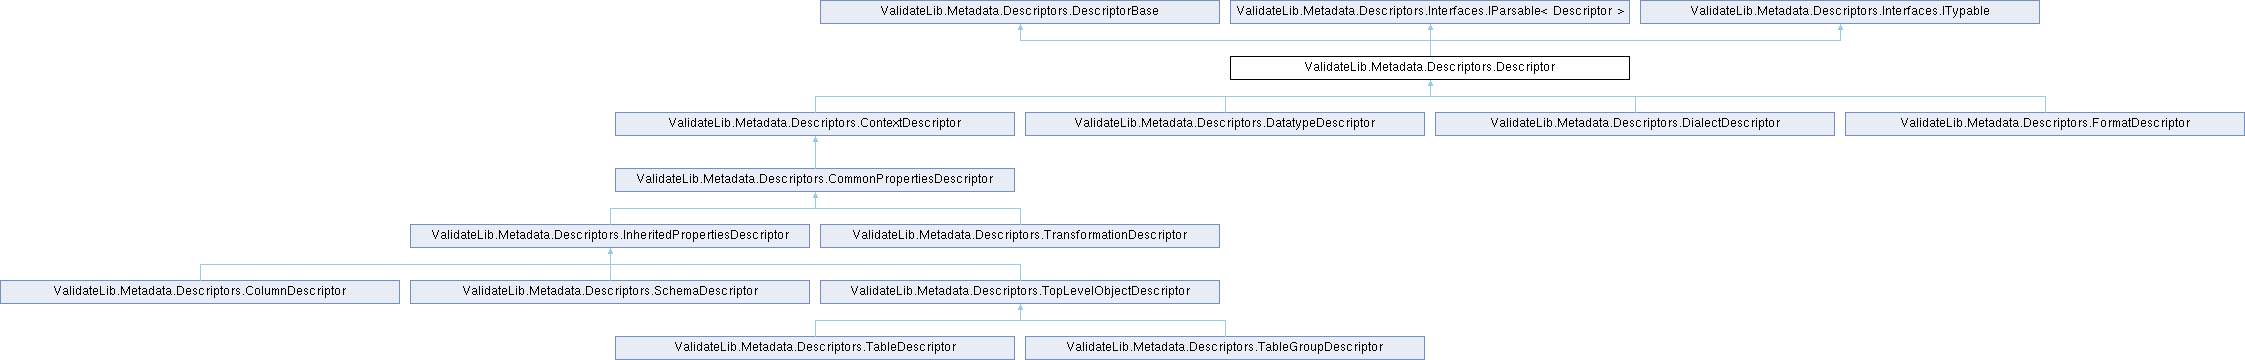 ValidateLib.Metadata.Descriptors.DescriptorBase
ValidateLib.Metadata.Descriptors.Interfaces.IParsable< Descriptor >
ValidateLib.Metadata.Descriptors.Interfaces.ITypable
ValidateLib.Metadata.Descriptors.Descriptor
ValidateLib.Metadata.Descriptors.ContextDescriptor
ValidateLib.Metadata.Descriptors.DatatypeDescriptor
ValidateLib.Metadata.Descriptors.DialectDescriptor
ValidateLib.Metadata.Descriptors.FormatDescriptor
ValidateLib.Metadata.Descriptors.CommonPropertiesDescriptor
ValidateLib.Metadata.Descriptors.InheritedPropertiesDescriptor
ValidateLib.Metadata.Descriptors.TransformationDescriptor
ValidateLib.Metadata.Descriptors.ColumnDescriptor
ValidateLib.Metadata.Descriptors.SchemaDescriptor
ValidateLib.Metadata.Descriptors.TopLevelObjectDescriptor
ValidateLib.Metadata.Descriptors.TableDescriptor
ValidateLib.Metadata.Descriptors.TableGroupDescriptor